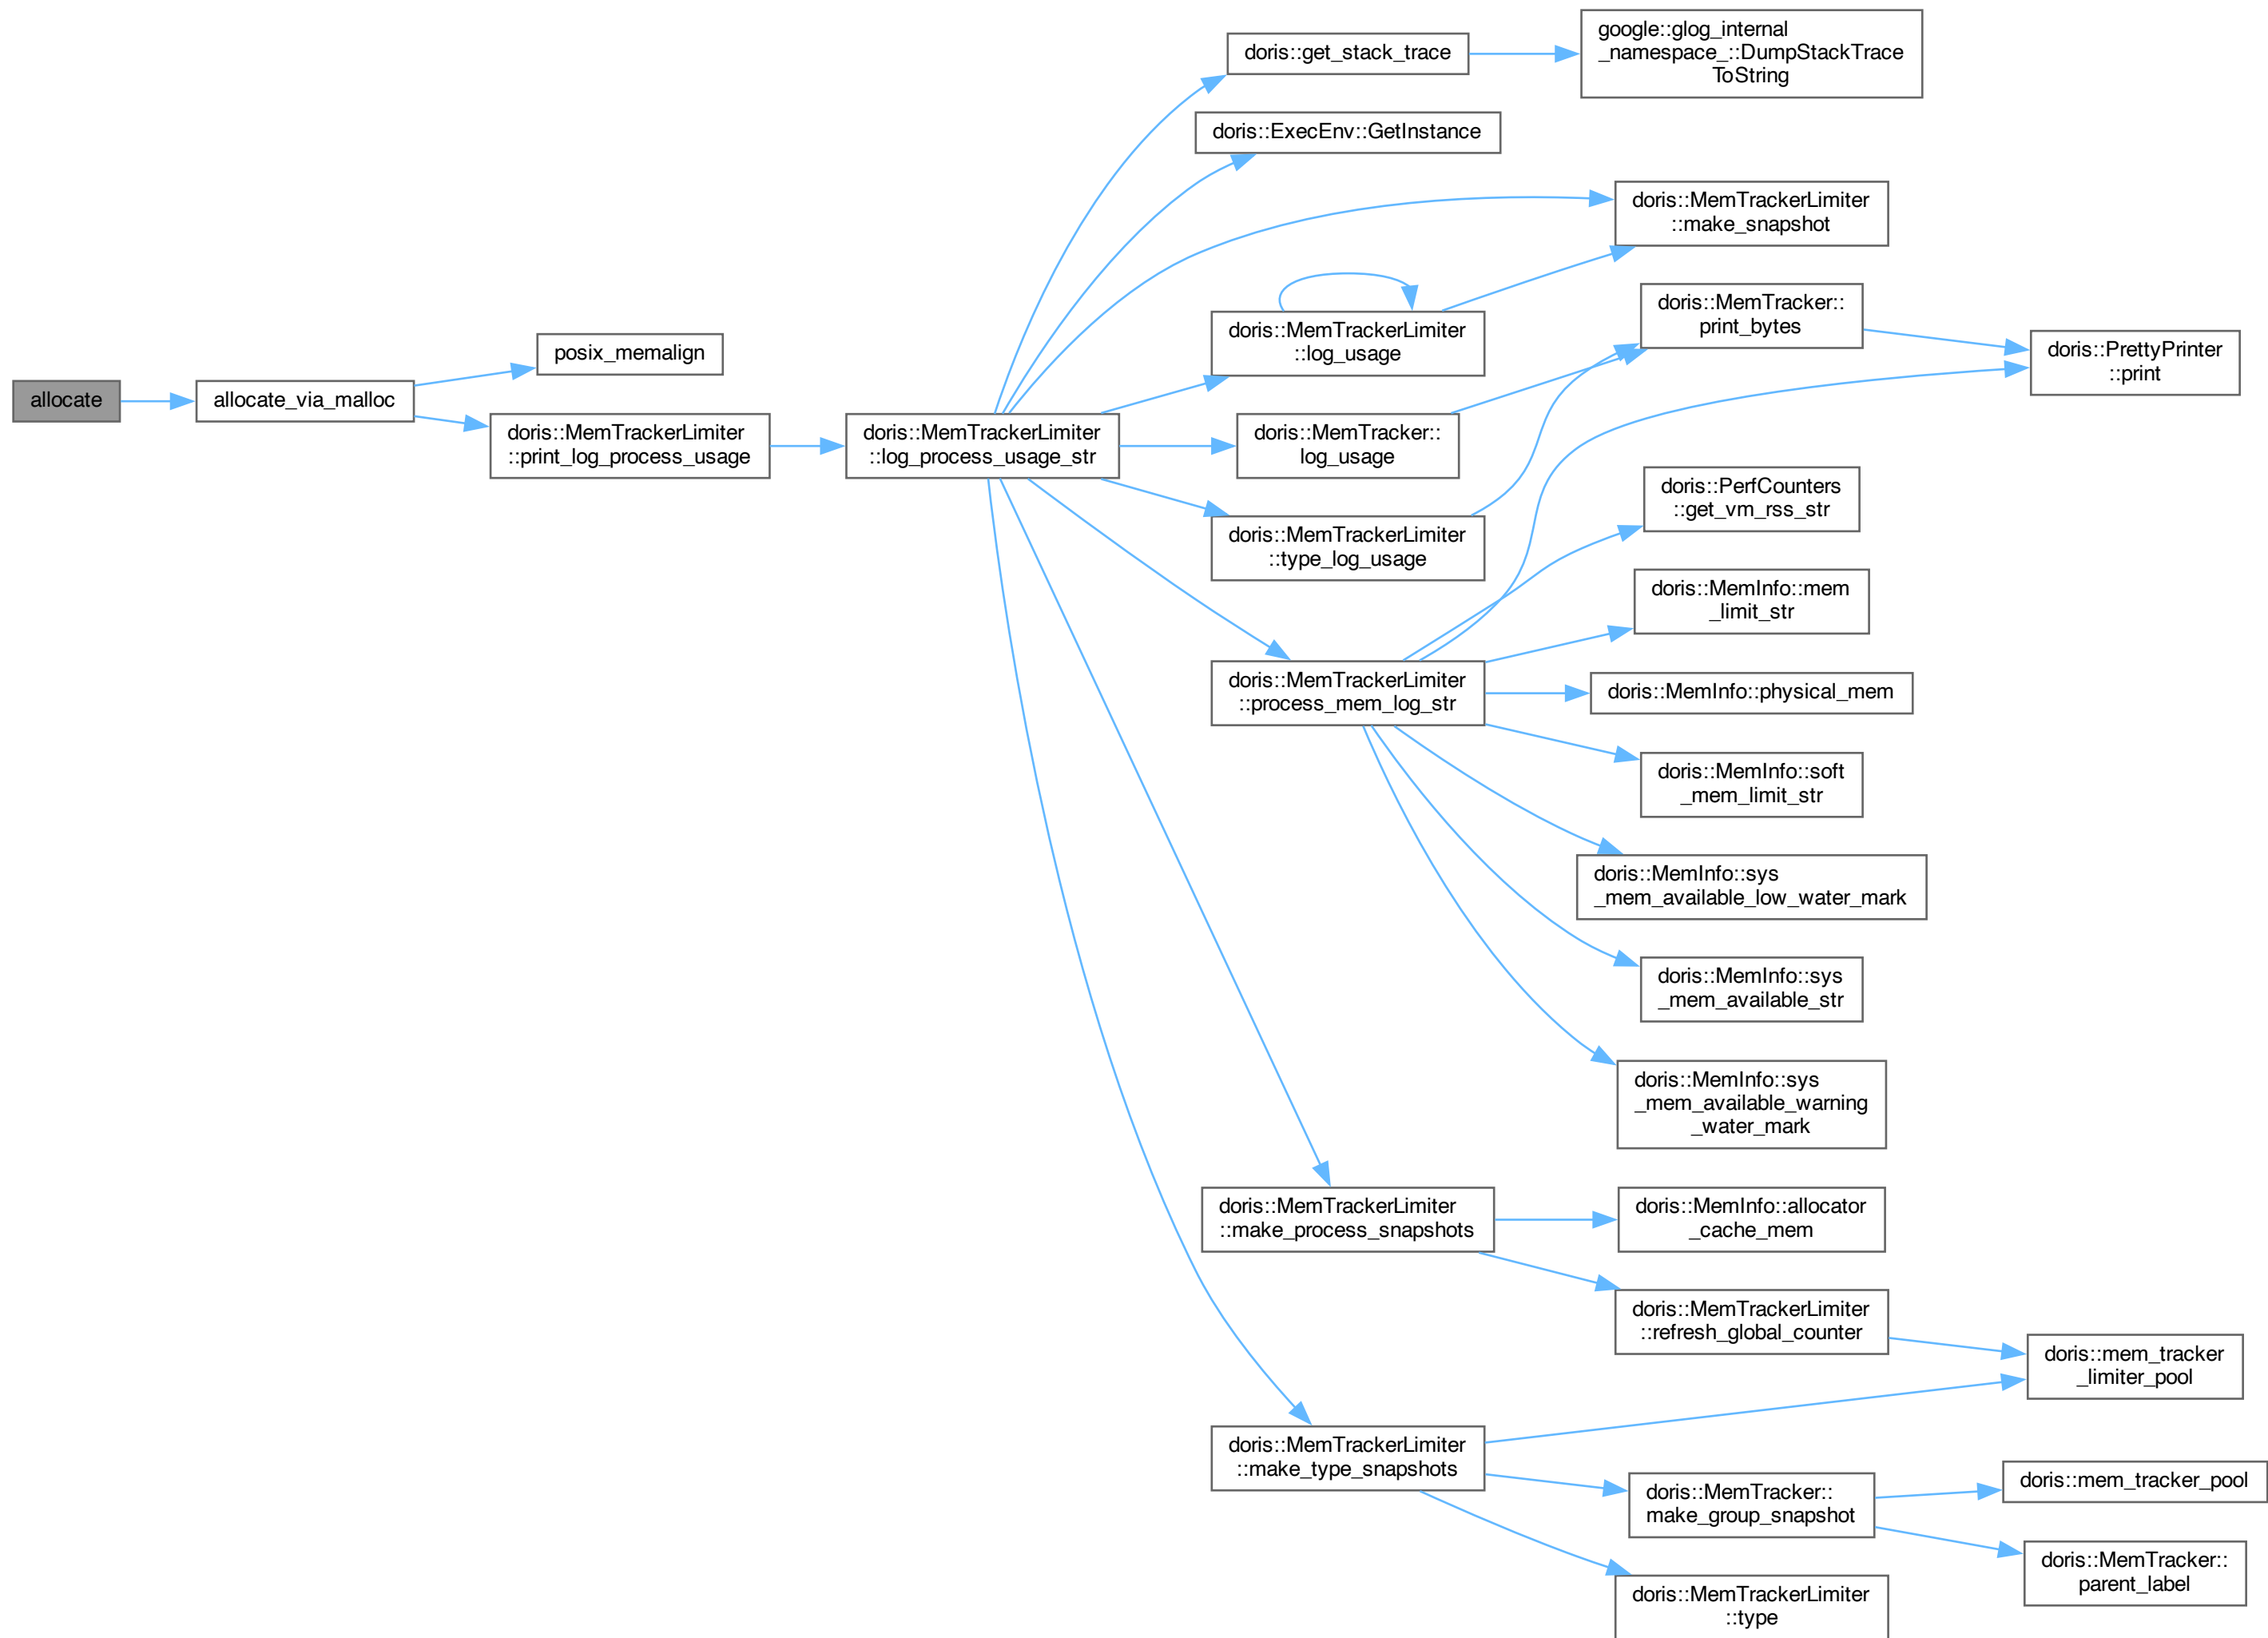 allocate
allocate_via_malloc
posix_memalign
doris::MemTrackerLimiter
::print_log_process_usage
doris::MemTrackerLimiter
::log_process_usage_str
doris::get_stack_trace
google::glog_internal
_namespace_::DumpStackTrace
ToString
doris::ExecEnv::GetInstance
doris::MemTrackerLimiter
::make_snapshot
doris::MemTrackerLimiter
::log_usage
doris::MemTracker::
print_bytes
doris::PrettyPrinter
::print
doris::MemTracker::
log_usage
doris::MemTrackerLimiter
::type_log_usage
doris::PerfCounters
::get_vm_rss_str
doris::MemInfo::mem
_limit_str
doris::MemTrackerLimiter
::process_mem_log_str
doris::MemInfo::physical_mem
doris::MemInfo::soft
_mem_limit_str
doris::MemInfo::sys
_mem_available_low_water_mark
doris::MemInfo::sys
_mem_available_str
doris::MemInfo::sys
_mem_available_warning
_water_mark
doris::MemTrackerLimiter
::make_process_snapshots
doris::MemInfo::allocator
_cache_mem
doris::MemTrackerLimiter
::refresh_global_counter
doris::mem_tracker
_limiter_pool
doris::MemTrackerLimiter
::make_type_snapshots
doris::MemTracker::
make_group_snapshot
doris::mem_tracker_pool
doris::MemTracker::
parent_label
doris::MemTrackerLimiter
::type